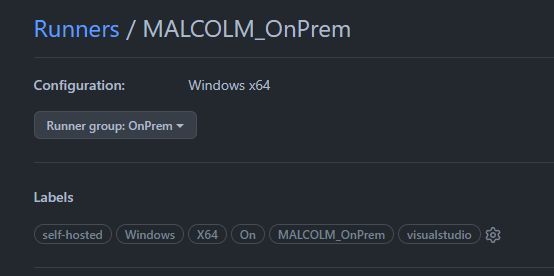 Runners / MALCOLM_OnPrem
Configuration: Windows x64
Runner group: OnPrem
Labels
self-hosted Windows X64 On MALCOLM_OnPrem visualstudio